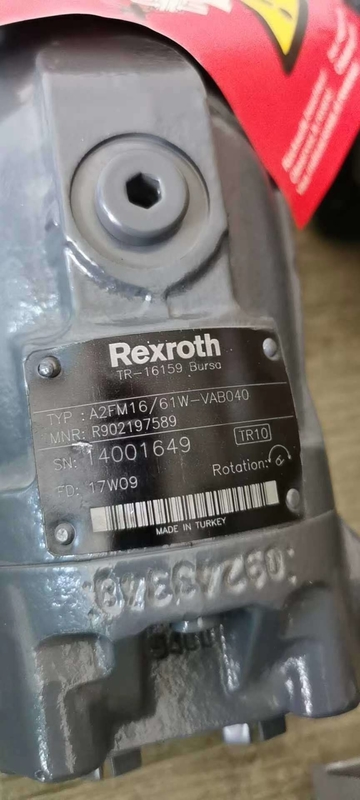 Rexroth
TR-16159 Bursa
TYP: A2FM16/61W-VAB040
MNR: R902197589
SN: 14001649
TR10
FD: 17W09
Rotation:
MADE IN TURKEY